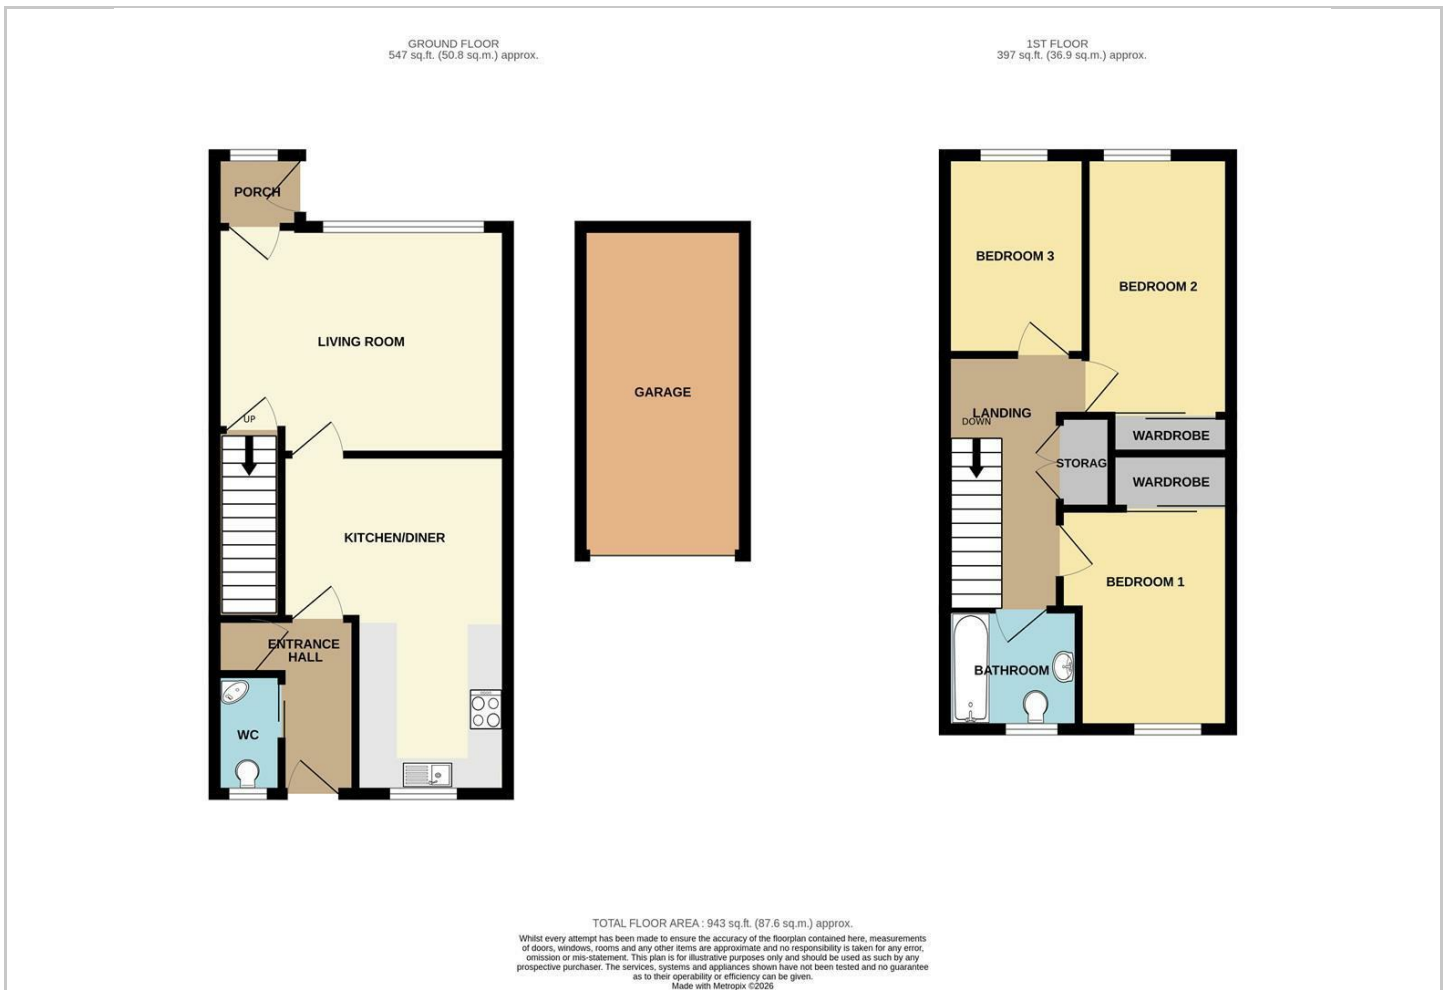 GROUND FLOOR
547 sq.ft. (50.8 sq.m.) approx.
1ST FLOOR
397 sq.ft. (36.9 sq.m.) approx.
PORCH
LIVING ROOM
UP
KITCHEN/DINER
ENTRANCE
HALL
WC
GARAGE
BEDROOM 3
BEDROOM 2
LANDING
DOWN
WARDROBE
STORAG
WARDROBE
BEDROOM 1
BATHROOM
TOTAL FLOOR AREA : 943 sq.ft. (87.6 sq.m.) approx.
Whilst every attempt has been made to ensure the accuracy of the floorplan contained here, measurements
of doors, windows, rooms and any other items are approximate and no responsibility is taken for any error,
omission or mis-statement. This plan is for illustrative purposes only and should be used as such by any
prospective purchaser. The services, systems and appliances shown have not been tested and no guarantee
as to their operability or efficiency can be given.
Made with Metropix ©2026